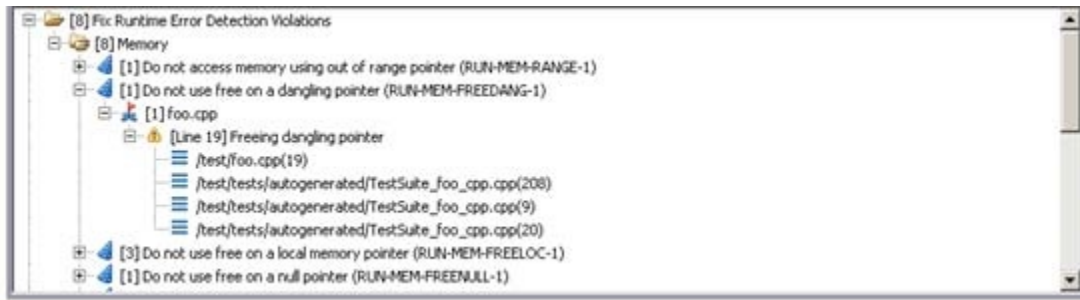 [8] Fix Runtime Error Detection Violations
[8] Memory
[1] Do not access memory using out of range pointer (RUN-MEM-RANGE-1)
[1] Do not use free on a dangling pointer (RUN-MEM-FREEDANG-1)
[1] foo.cpp
[Line 19] Freeing dangling pointer
/test/foo.cpp(19)
/test/tests/autogenerated/TestSuite_foo_cpp.cpp(208)
/test/tests/autogenerated/TestSuite_foo_cpp.cpp(9)
/test/tests/autogenerated/TestSuite_foo_cpp.cpp(20)
[3] Do not use free on a local memory pointer (RUN-MEM-FREELOC-1)
[1] Do not use free on a null pointer (RUN-MEM-FREENULL-1)